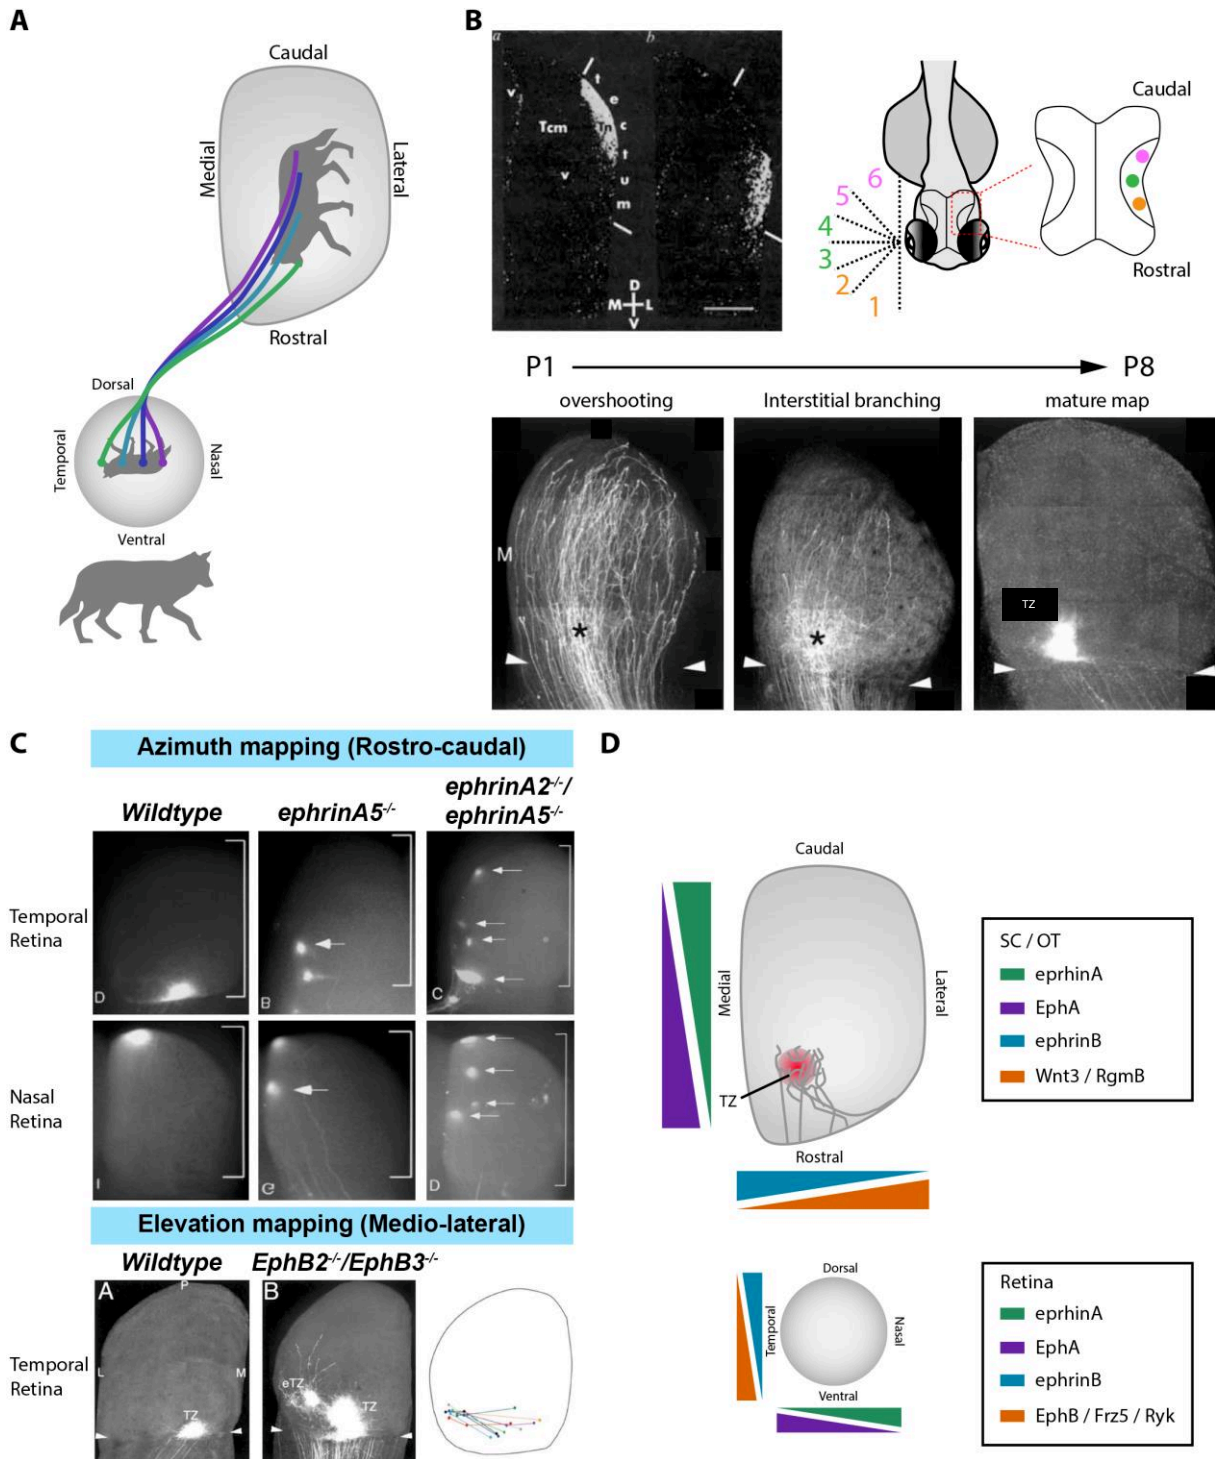 A
Caudal
Medial
Lateral
Rostral
Dorsal
Temporal
Nasal
Ventral
B
a
b
v
t
e
Tcm
Tn
c
t
v
u
m
D
M
L
V
6
5
4
3
2
1
Caudal
Rostral
P1
P8
overshooting
Interstitial branching
mature map
M
*
*
TZ
C
Azimuth mapping (Rostro-caudal)
Wildtype
ephrinA5-/-
ephrinA2-/-/
ephrinA5-/-
Temporal
Retina
D
B
C
Nasal
Retina
I
G
D
Elevation mapping (Medio-lateral)
Wildtype
EphB2-/-/EphB3-/-
Temporal
Retina
A
P
L
M
TZ
B
eTZ
TZ
D
Caudal
Medial
Lateral
TZ
Rostral
SC / OT
eprhinA
EphA
ephrinB
Wnt3 / RgmB
Dorsal
Temporal
Nasal
Ventral
Retina
eprhinA
EphA
ephrinB
EphB / Frz5 / Ryk